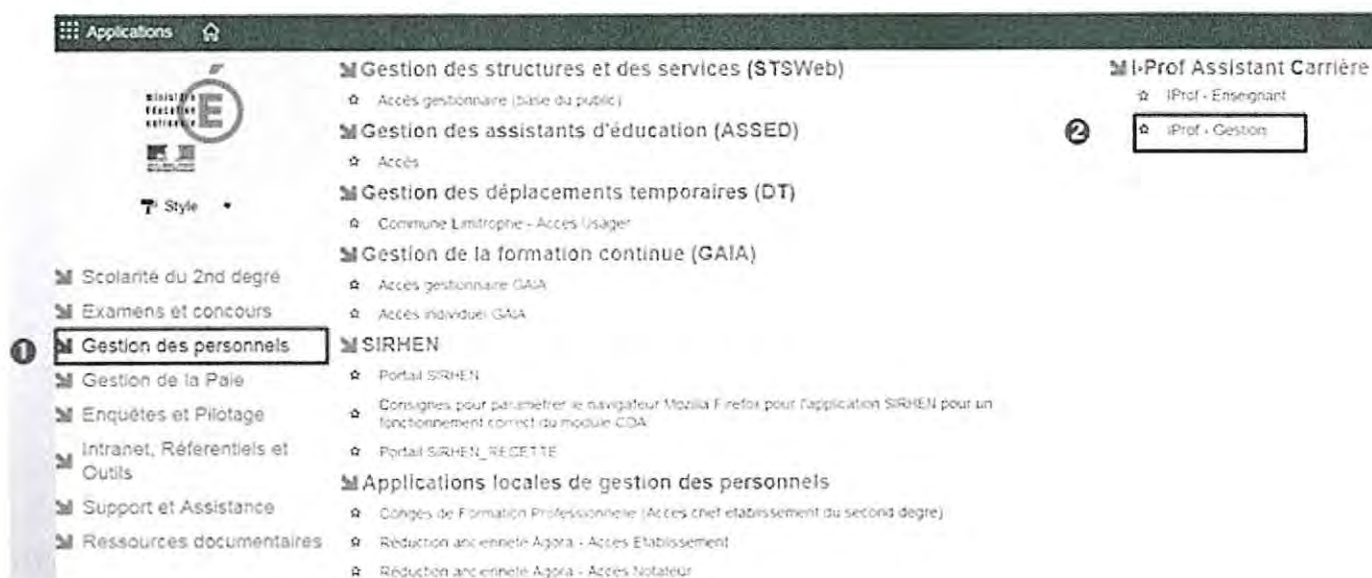 Applications
ministère
éducation
nationale
É
Style
Scolarité du 2nd degré
Examens et concours
1
Gestion des personnels
Gestion de la Paie
Enquêtes et Pilotage
Intranet, Référentiels et
Outils
Support et Assistance
Ressources documentaires
Gestion des structures et des services (STSWeb)
Accès gestionnaire (base du public)
Gestion des assistants d'éducation (ASSED)
Accès
Gestion des déplacements temporaires (DT)
Commune Limitrophe - Accès Usager
Gestion de la formation continue (GAIA)
Accès gestionnaire GAIA
Accès individuel GAIA
SIRHEN
Portail SIRHEN
Consignes pour paramétrer le navigateur Mozilla Firefox pour l'application SIRHEN pour un
fonctionnement correct du module CDA
Portail SIRHEN_RECETTE
Applications locales de gestion des personnels
Congés de Formation Professionnelle (Accès chef établissement du second degré)
Réduction ancienneté Agora - Accès Etablissement
Réduction ancienneté Agora - Accès Notateur
I-Prof Assistant Carrière
IProf - Enseignant
2
IProf - Gestion